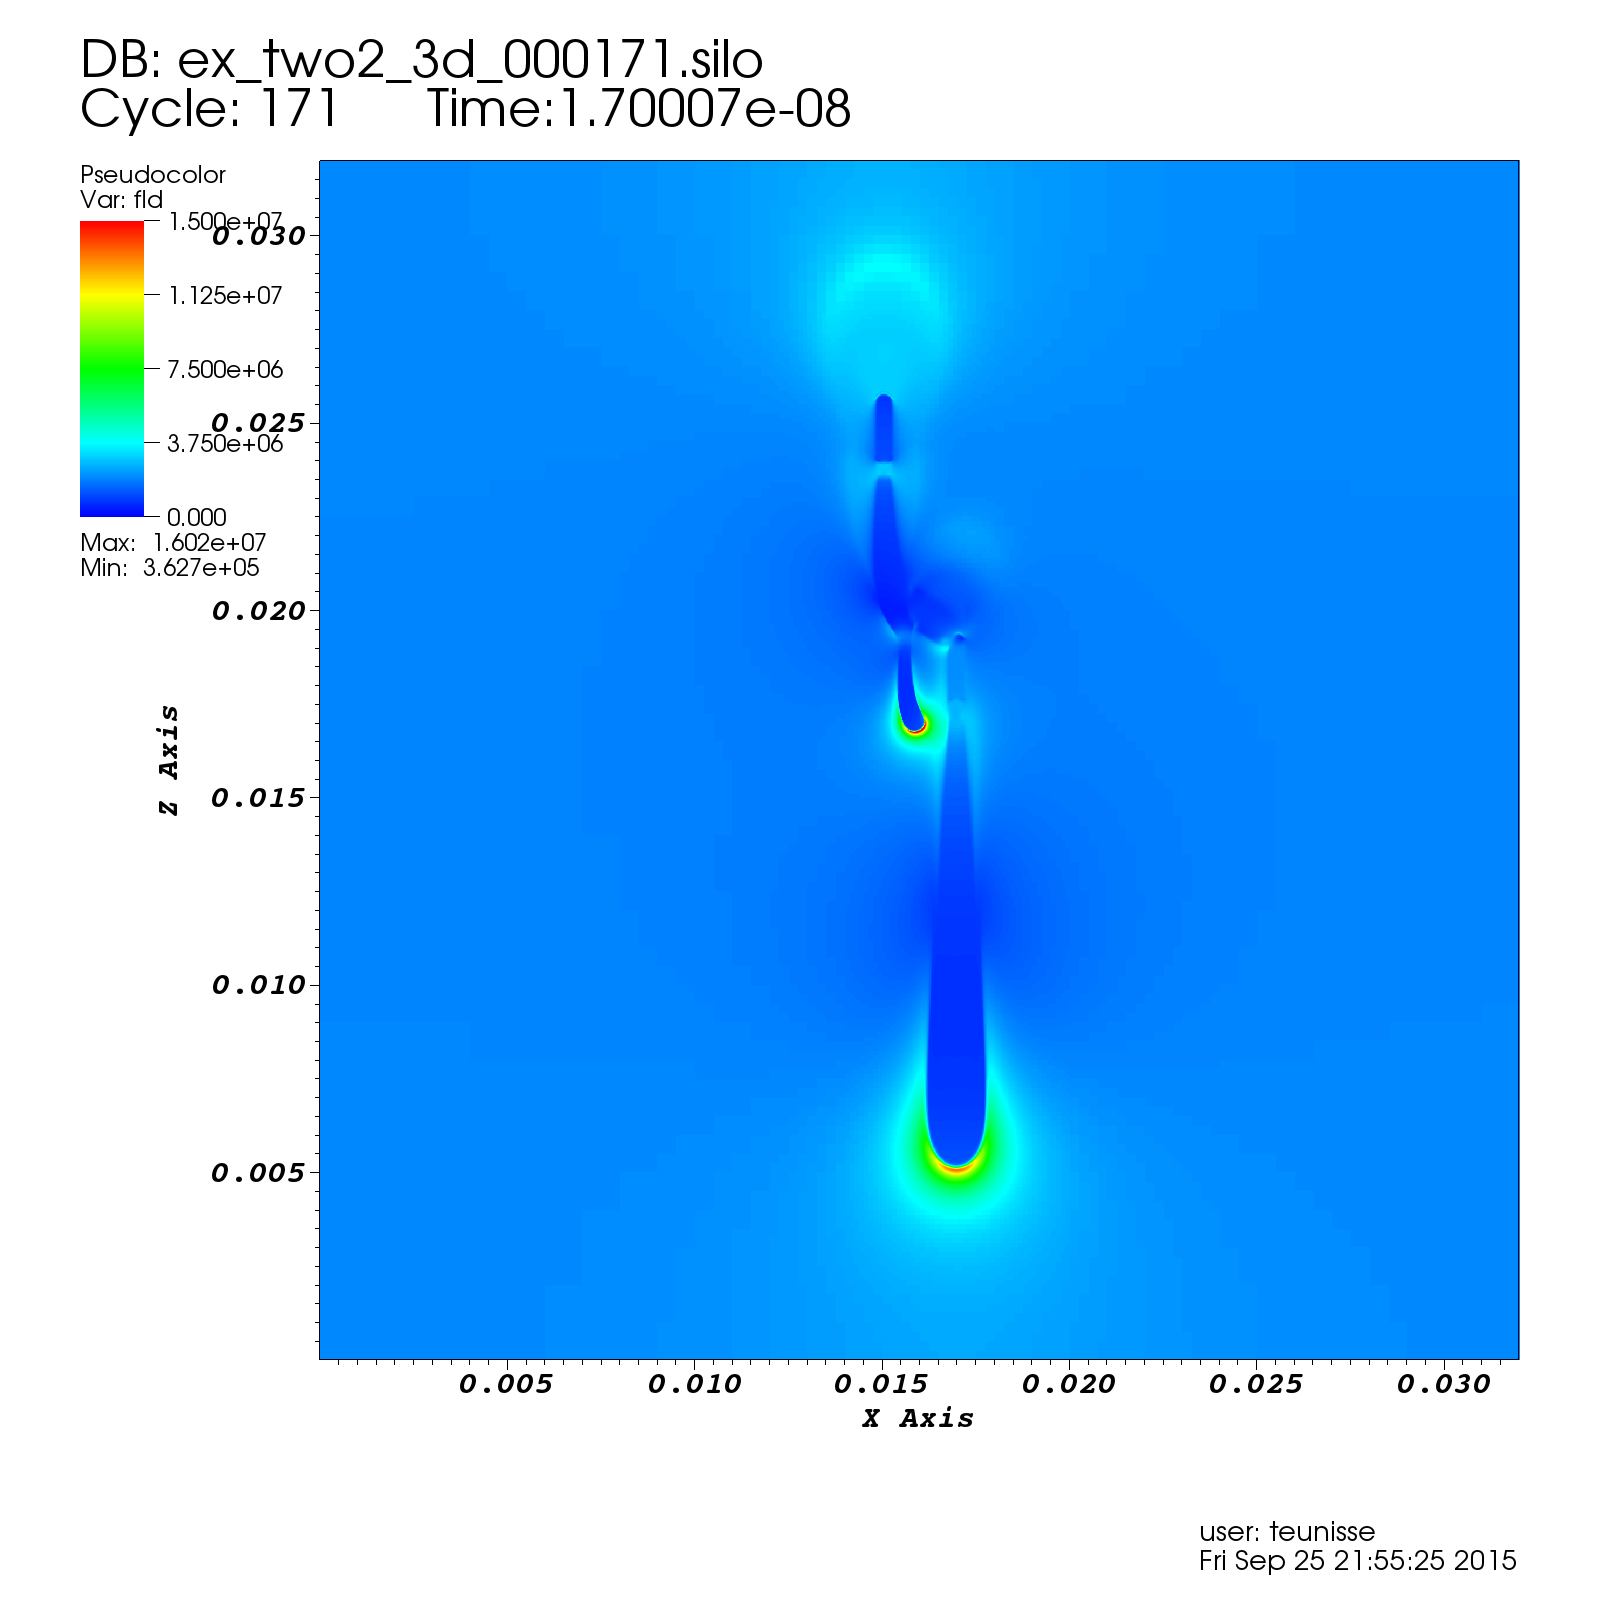 DB: ex_two2_3d_000171.silo
Cycle: 171 Time:1.70007e-08
Pseudocolor
Var: fld
1.500e+07
1.125e+07
7.500e+06
3.750e+06
0.000
Max: 1.602e+07
Min: 3.627e+05
0.030
0.025
0.020
0.015
0.010
0.005
Z Axis
0.005 0.010 0.015 0.020 0.025 0.030
X Axis
user: teunisse
Fri Sep 25 21:55:25 2015